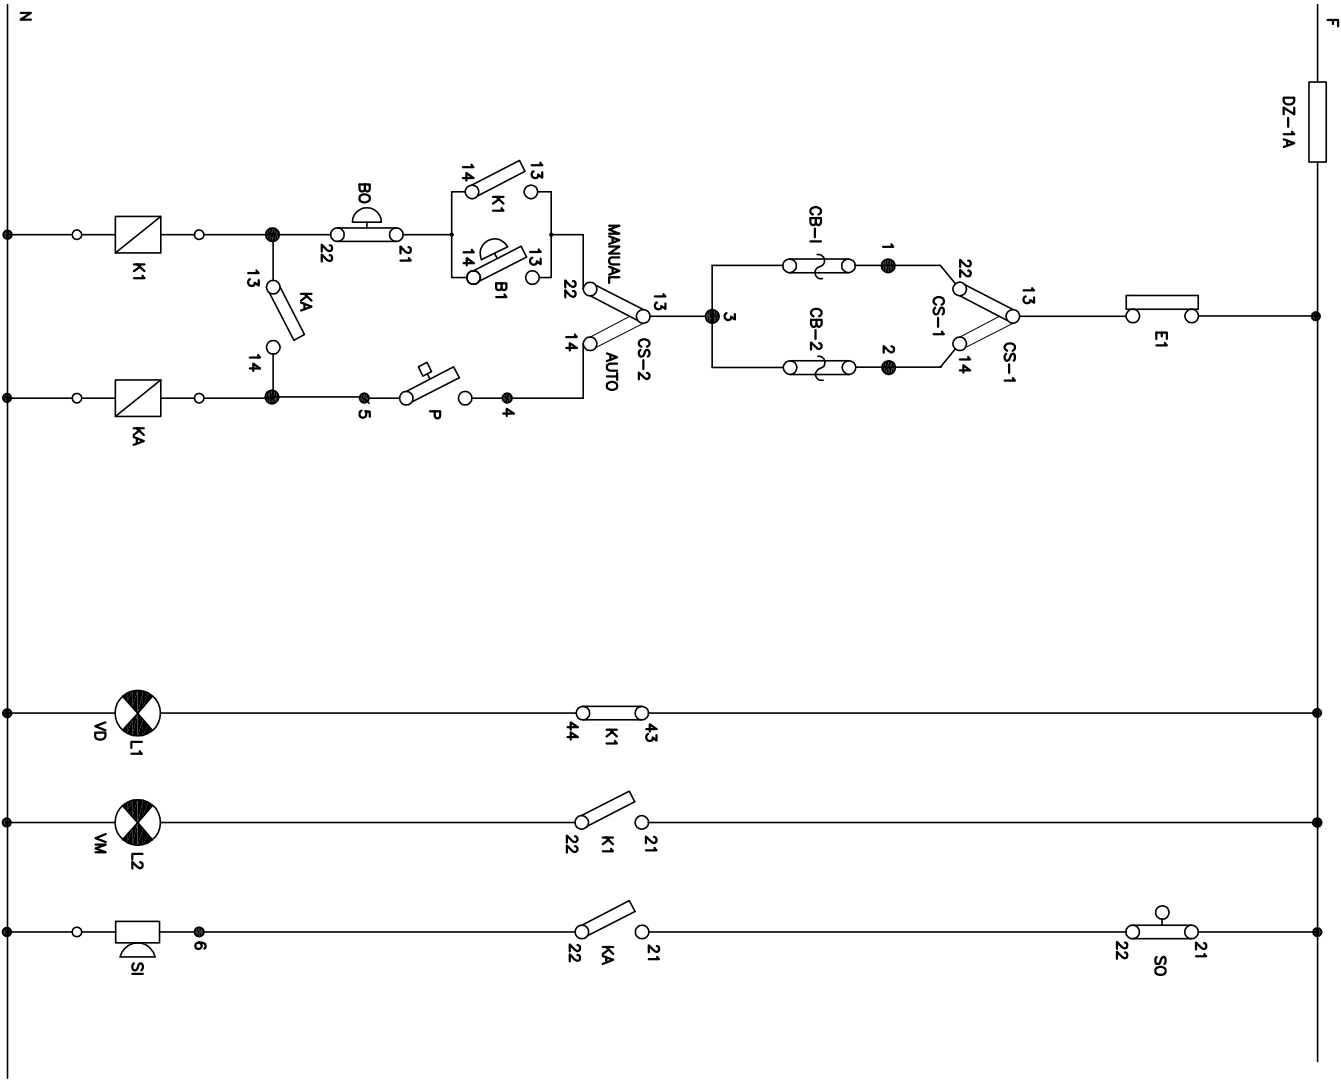 F
DZ-1A
E1
13
CS-1
22
CS-1
14
1
2
CB-I
CB-2
3
13
CS-2
MANUAL
22
14
AUTO
13
13
K1
B1
14
14
4
P
5
21
BO
22
KA
13
14
K1
KA
N
43
K1
44
L1
VD
21
K1
22
L2
VM
21
SO
22
21
KA
22
6
SI